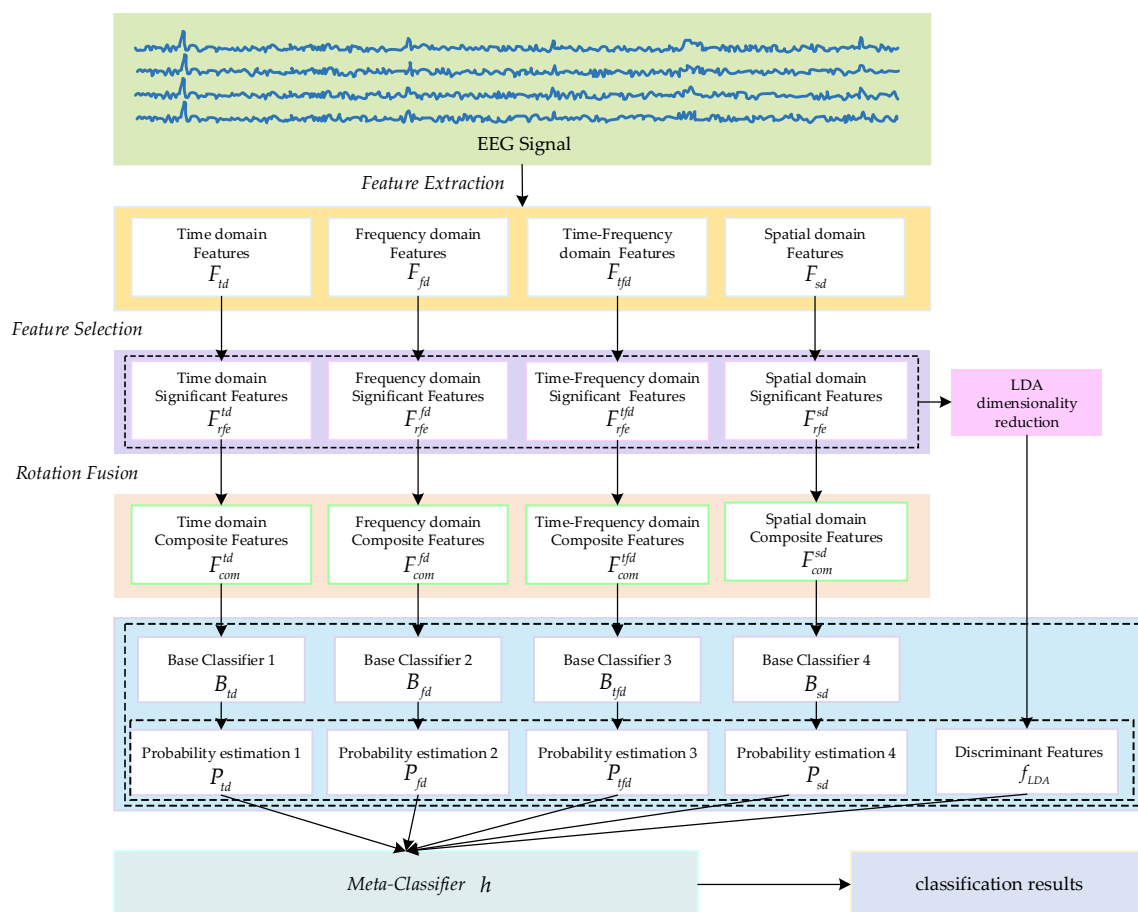 EEG Signal
Feature Extraction
Time domain
Features
F_td
Frequency domain
Features
F_fd
Time-Frequency
domain Features
F_tfd
Spatial domain
Features
F_sd
Feature Selection
Time domain
Significant Features
F_rfe^td
Frequency domain
Significant Features
F_rfe^fd
Time-Frequency domain
Significant Features
F_rfe^tfd
Spatial domain
Significant Features
F_rfe^sd
LDA
dimensionality
reduction
Rotation Fusion
Time domain
Composite Features
F_com^td
Frequency domain
Composite Features
F_com^fd
Time-Frequency domain
Composite Features
F_com^tfd
Spatial domain
Composite Features
F_com^sd
Base Classifier 1
B_td
Base Classifier 2
B_fd
Base Classifier 3
B_tfd
Base Classifier 4
B_sd
Probability estimation 1
P_td
Probability estimation 2
P_fd
Probability estimation 3
P_tfd
Probability estimation 4
P_sd
Discriminant Features
f_LDA
Meta-Classifier h
classification results